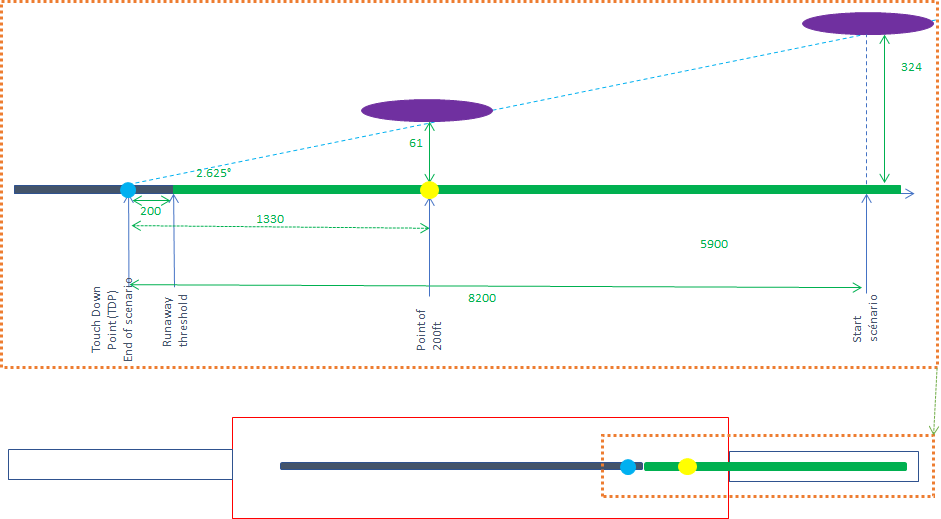 324
61
2.625°
200
1330
5900
8200
Touch Down
Point (TDP)
End of scenario
Runaway
threshold
Point of
200ft
Start
scénario